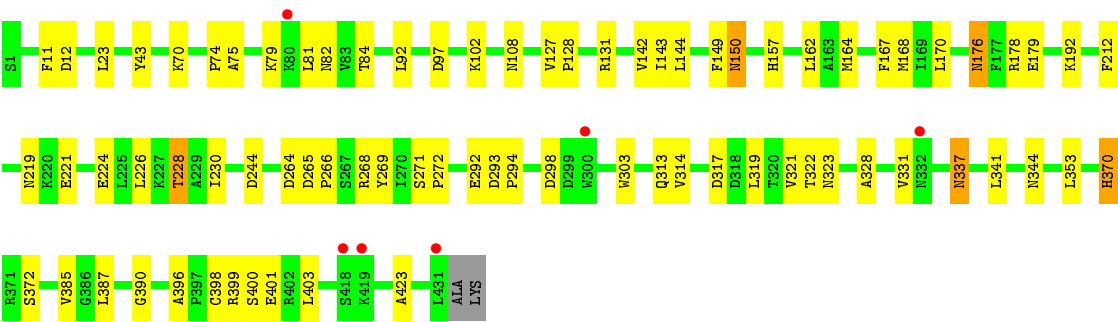 S1 F11 D12 L23 Y43 K70 P74 A75 K79 K80 L81 N82 V83 T84 L92 D97 K102 N108 V127 P128 R131 V142 I143 L144 F149 N150 H157 L162 A163 M164 F167 M168 I169 L170 N176 F177 R178 E179 K192 F212
N219 K220 E221 E224 L225 L226 K227 T228 A229 I230 D244 D264 D265 P266 S267 R268 Y269 I270 S271 P272 E292 D293 P294 D298 D299 W300 W303 Q313 V314 D317 D318 L319 T320 V321 T322 N323 A328 V331 N332 N337 L341 N344 L353 H370
R371 S372 V385 G386 L387 G390 A396 P397 C398 R399 S400 E401 R402 L403 S418 K419 A423 L431 ALA LYS